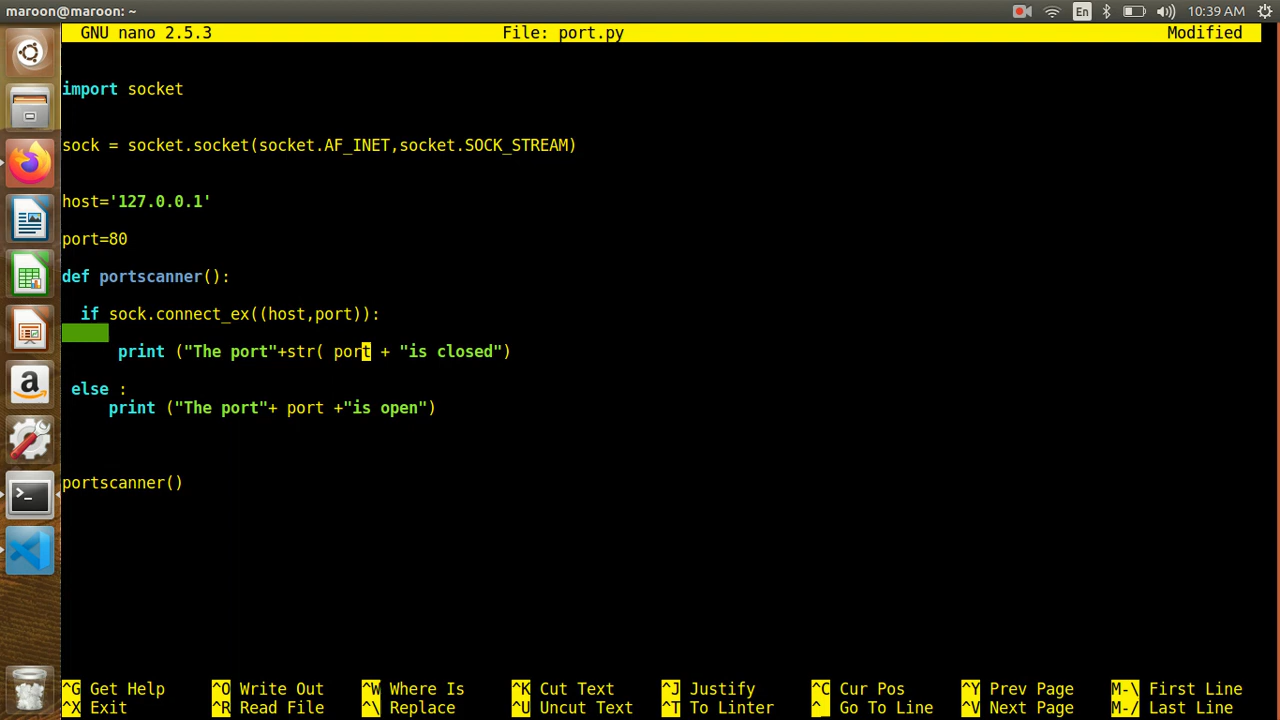 maroon@maroon: ~ En 10:39 AM
GNU nano 2.5.3 File: port.py Modified
import socket
sock = socket.socket(socket.AF_INET,socket.SOCK_STREAM)
host='127.0.0.1'
port=80
def portscanner():
if sock.connect_ex((host,port)):
print ("The port"+str( port + "is closed")
else :
print ("The port"+ port +"is open")
portscanner()
^G Get Help ^O Write Out ^W Where Is ^K Cut Text ^J Justify ^C Cur Pos ^Y Prev Page M-\ First Line
^X Exit ^R Read File ^\ Replace ^U Uncut Text ^T To Linter ^_ Go To Line ^V Next Page M-/ Last Line